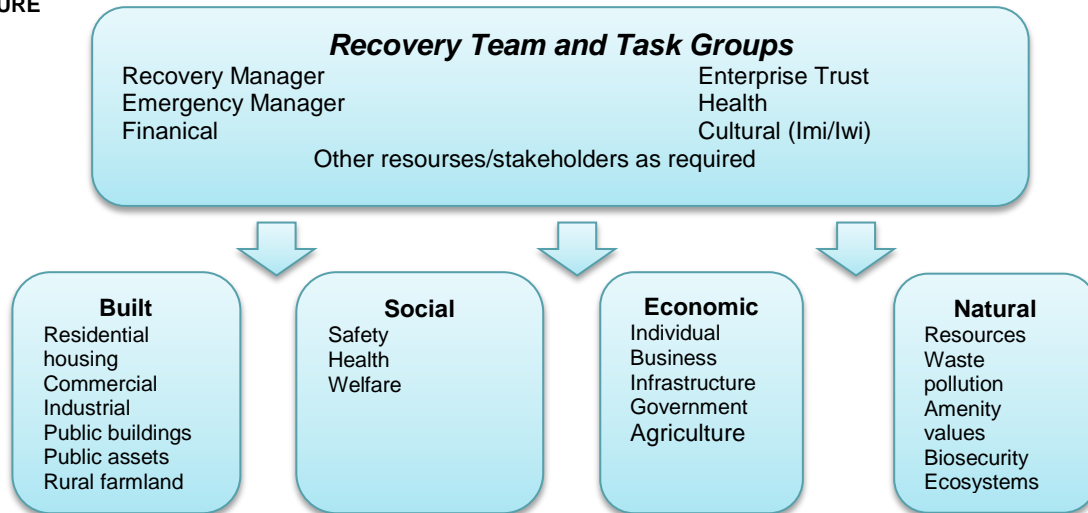 URE
Recovery Team and Task Groups
Recovery Manager
Emergency Manager
Finanical
Enterprise Trust
Health
Cultural (Imi/Iwi)
Other resourses/stakeholders as required
Built
Residential
housing
Commercial
Industrial
Public buildings
Public assets
Rural farmland
Social
Safety
Health
Welfare
Economic
Individual
Business
Infrastructure
Government
Agriculture
Natural
Resources
Waste
pollution
Amenity
values
Biosecurity
Ecosystems